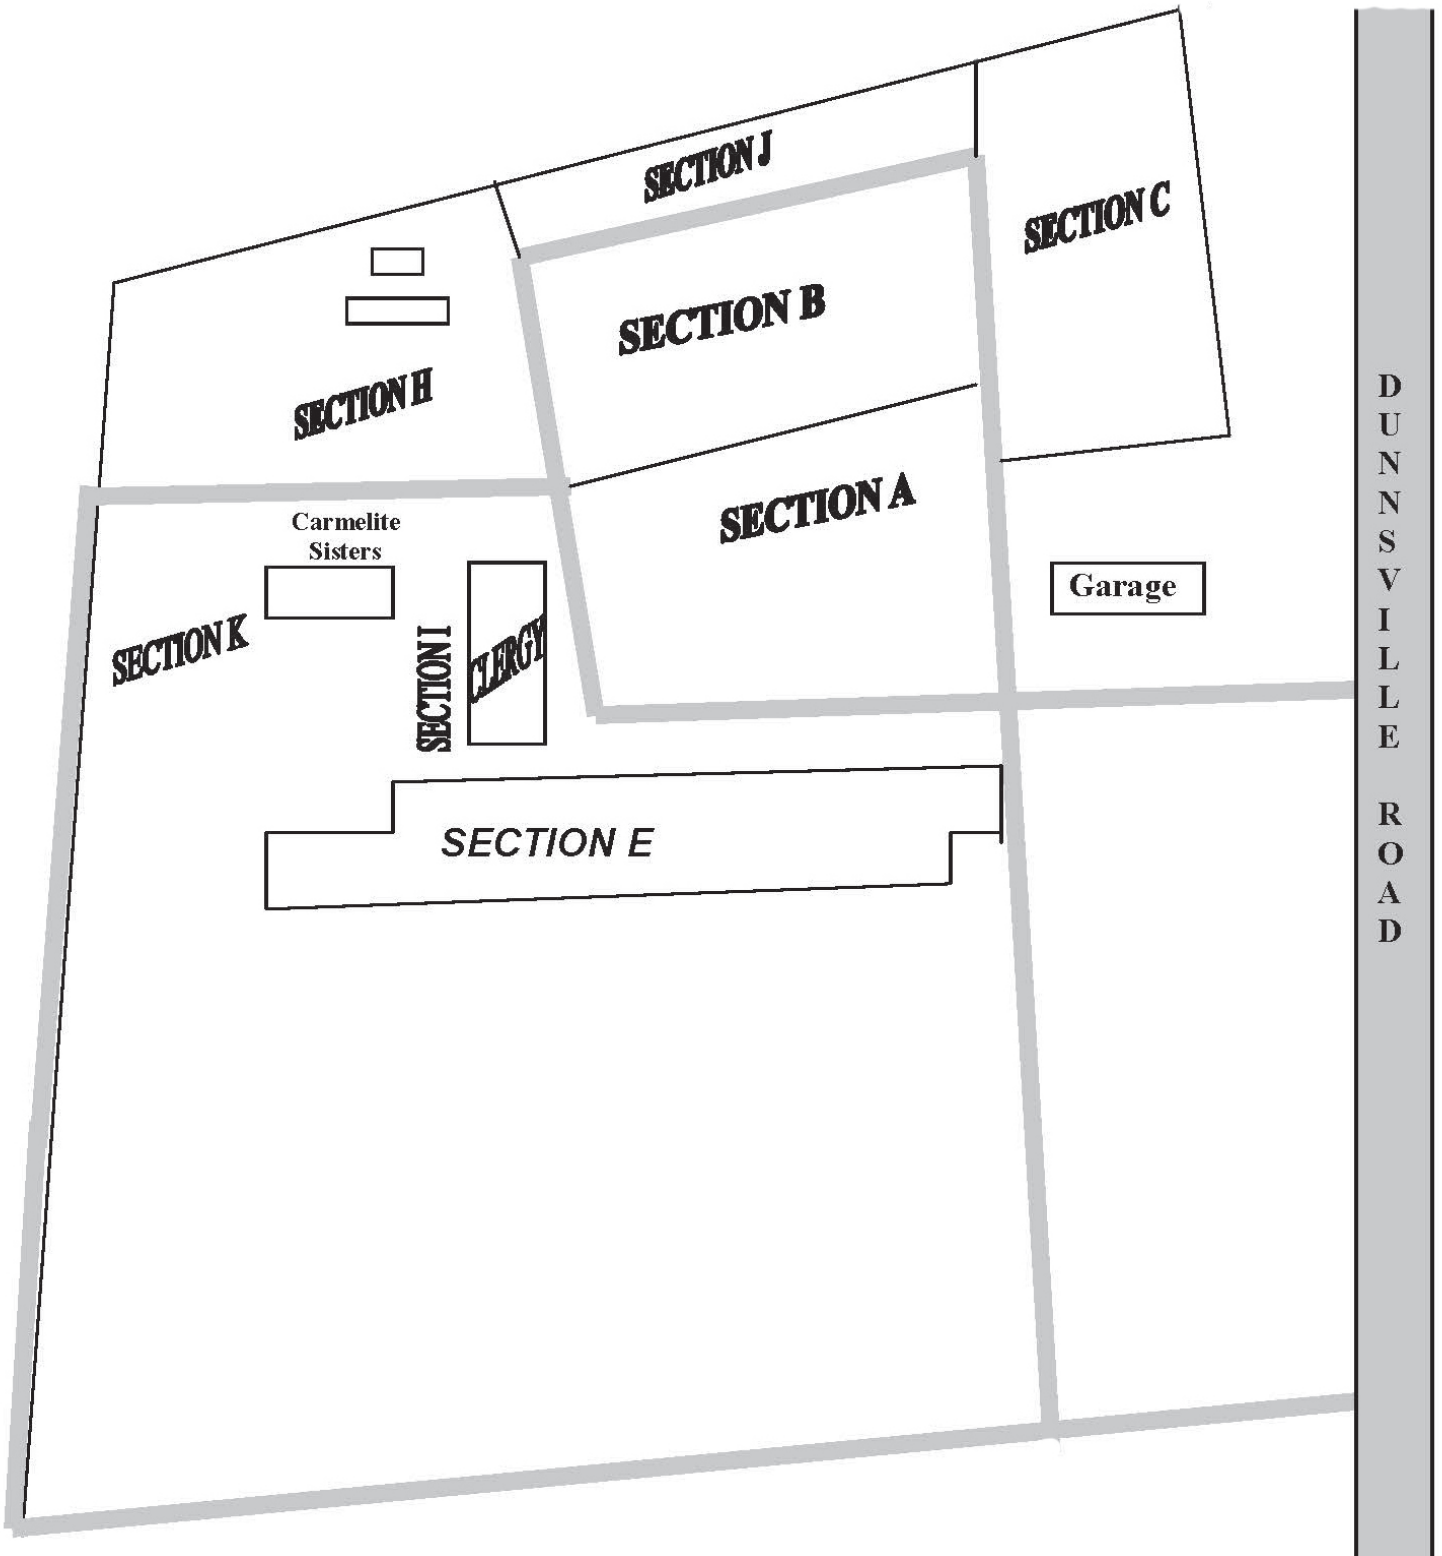 SECTION J
SECTION C
SECTION B
SECTION H
SECTION A
Carmelite
Sisters
Garage
SECTION K
SECTION I
CLERGY
SECTION E
DUNNSVILLE ROAD